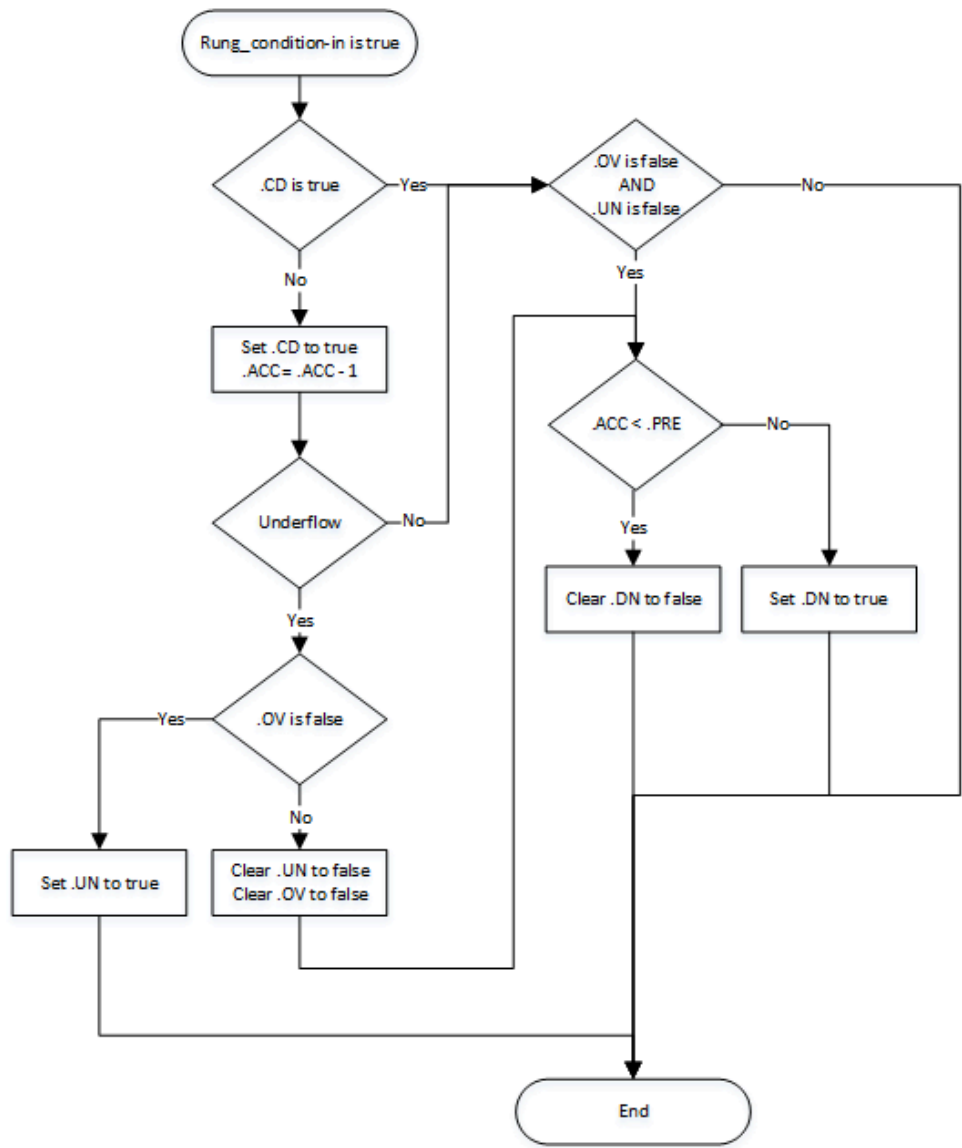 Rung_condition-in is true
.CD is true
Yes
.OV is false
AND
.UN is false
No
No
Yes
Set .CD to true
.ACC = .ACC - 1
.ACC < .PRE
No
Underflow
No
Yes
Clear .DN to false
Set .DN to true
Yes
.OV is false
Yes
No
Set .UN to true
Clear .UN to false
Clear .OV to false
End